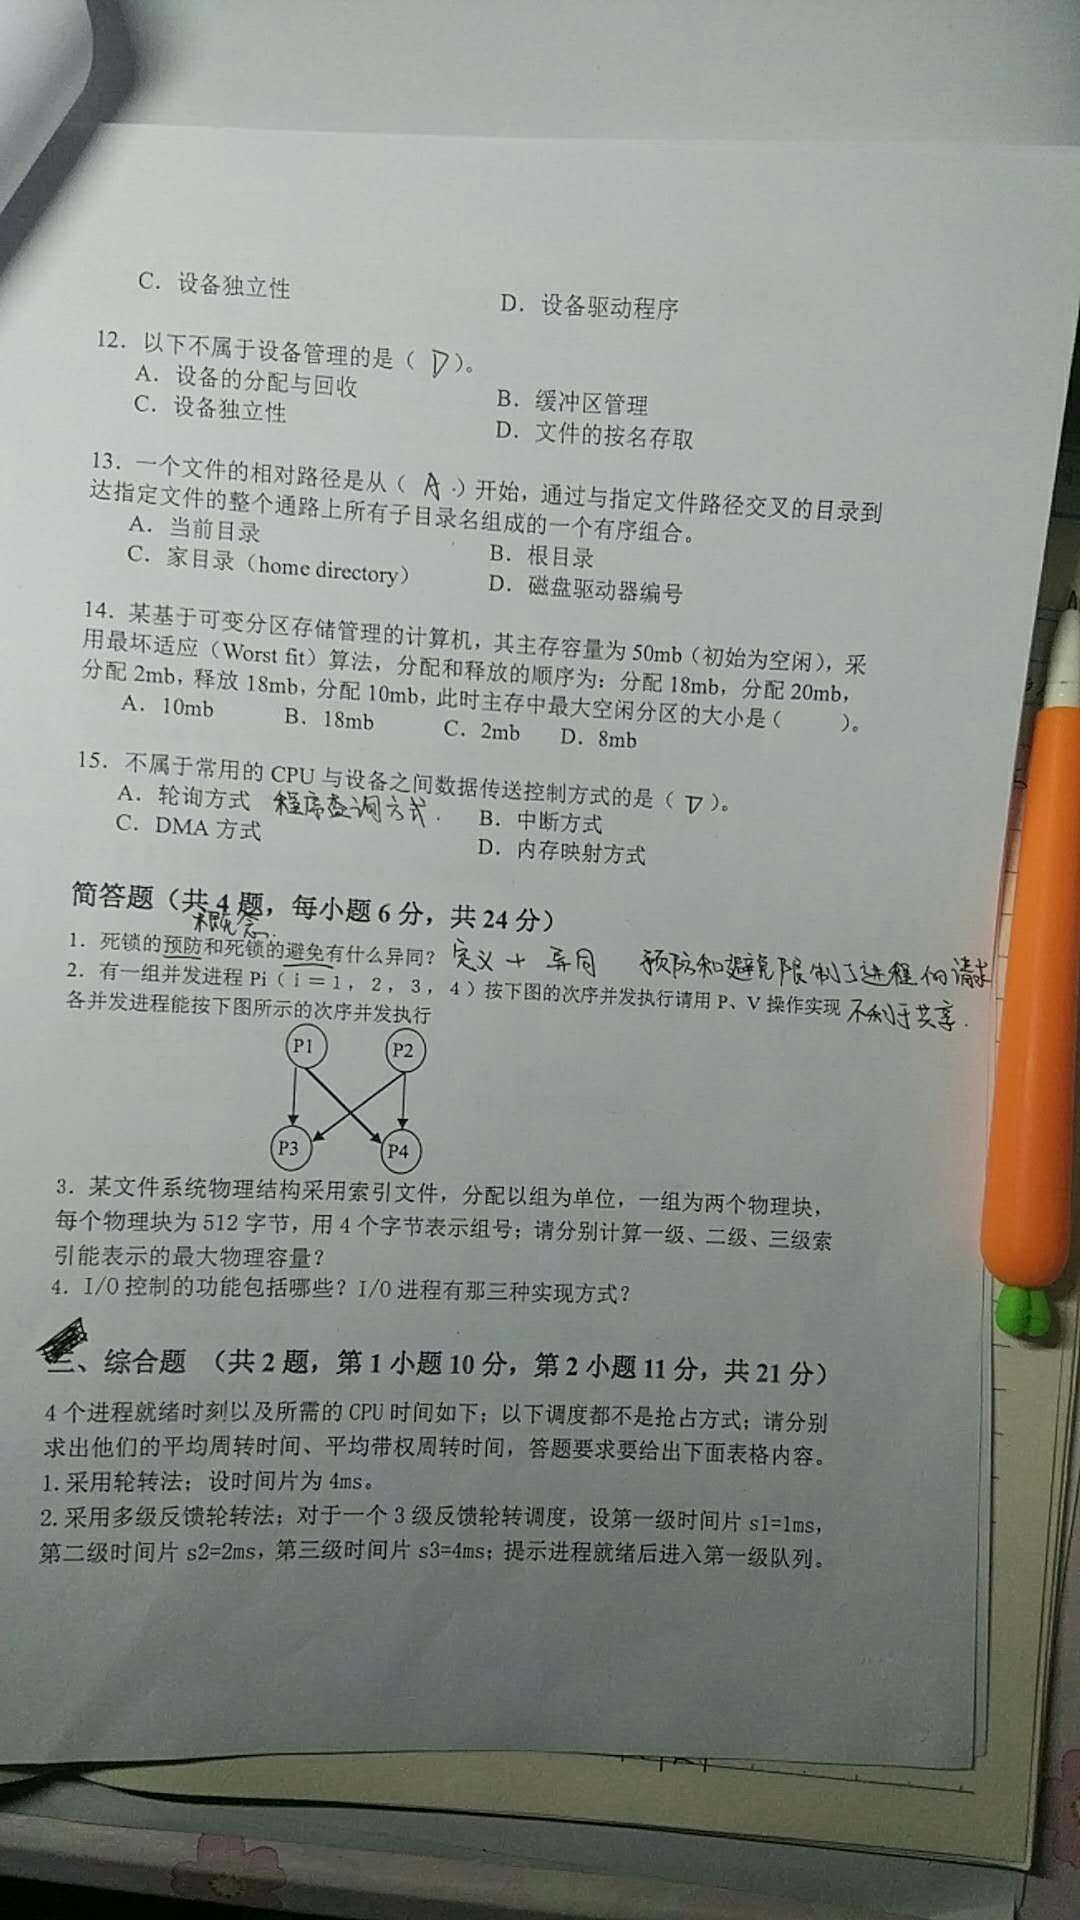 C．设备独立性
D．设备驱动程序
12．以下不属于设备管理的是（ D ）。
A．设备的分配与回收
B．缓冲区管理
C．设备独立性
D．文件的按名存取
13．一个文件的相对路径是从（ A ）开始，通过与指定文件路径交叉的目录到
达指定文件的整个通路上所有子目录名组成的一个有序组合。
A．当前目录
B．根目录
C．家目录（home directory）
D．磁盘驱动器编号
14．某基于可变分区存储管理的计算机，其主存容量为 50mb（初始为空闲），采
用最坏适应（Worst fit）算法，分配和释放的顺序为：分配 18mb，分配 20mb，
分配 2mb，释放 18mb，分配 10mb，此时主存中最大空闲分区的大小是（ ）。
A．10mb B．18mb C．2mb D．8mb
15．不属于常用的 CPU 与设备之间数据传送控制方式的是（ D ）。
A．轮询方式 程序查询方式． B．中断方式
C．DMA 方式
D．内存映射方式
简答题（共 4 题，每小题 6 分，共 24 分）
概念．
1．死锁的预防和死锁的避免有什么异同？ 定义 + 异同 预防和避免限制了进程的请求
2．有一组并发进程 Pi（ i＝1，2，3，4）按下图的次序并发执行请用 P、V 操作实现 不利于共享．
各并发进程能按下图所示的次序并发执行
P1 P2
P3 P4
3．某文件系统物理结构采用索引文件，分配以组为单位，一组为两个物理块，
每个物理块为 512 字节，用 4 个字节表示组号；请分别计算一级、二级、三级索
引能表示的最大物理容量？
4．I/O 控制的功能包括哪些？I/O 进程有那三种实现方式？
三、综合题 （共 2 题，第 1 小题 10 分，第 2 小题 11 分，共 21 分）
4 个进程就绪时刻以及所需的 CPU 时间如下；以下调度都不是抢占方式；请分别
求出他们的平均周转时间、平均带权周转时间，答题要求要给出下面表格内容。
1.采用轮转法；设时间片为 4ms。
2.采用多级反馈轮转法；对于一个 3 级反馈轮转调度，设第一级时间片 s1=1ms，
第二级时间片 s2=2ms，第三级时间片 s3=4ms；提示进程就绪后进入第一级队列。